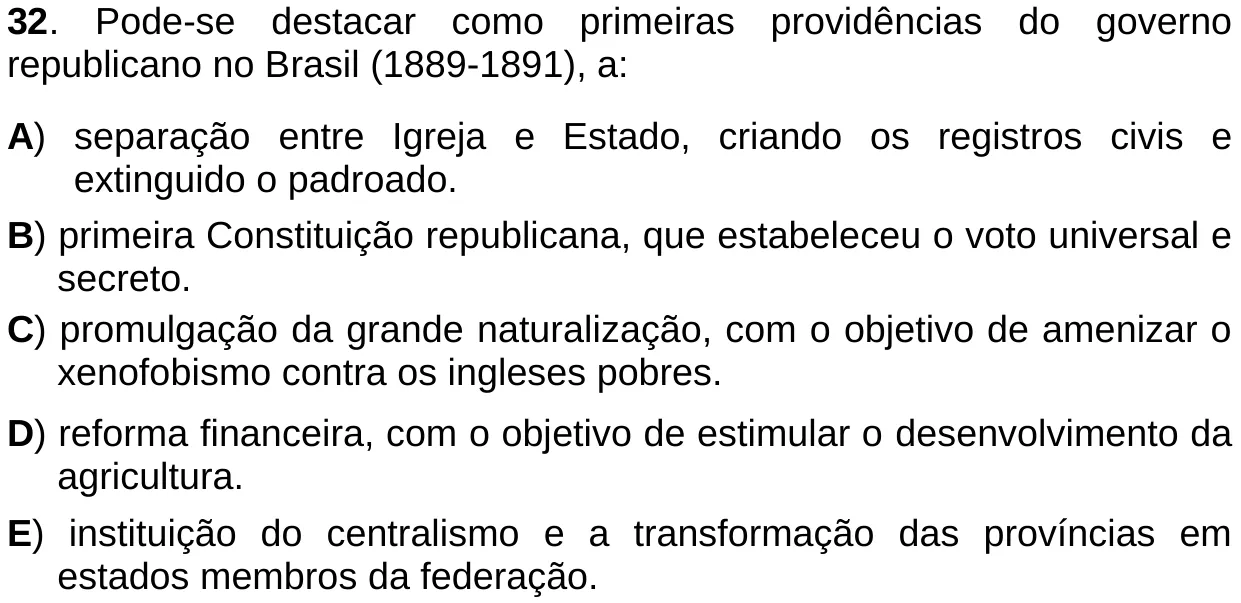 32. Pode-se destacar como primeiras providências do governo
republicano no Brasil (1889-1891), a:
A) separação entre Igreja e Estado, criando os registros civis e
extinguido o padroado.
B) primeira Constituição republicana, que estabeleceu o voto universal e
secreto.
C) promulgação da grande naturalização, com o objetivo de amenizar o
xenofobismo contra os ingleses pobres.
D) reforma financeira, com o objetivo de estimular o desenvolvimento da
agricultura.
E) instituição do centralismo e a transformação das províncias em
estados membros da federação.